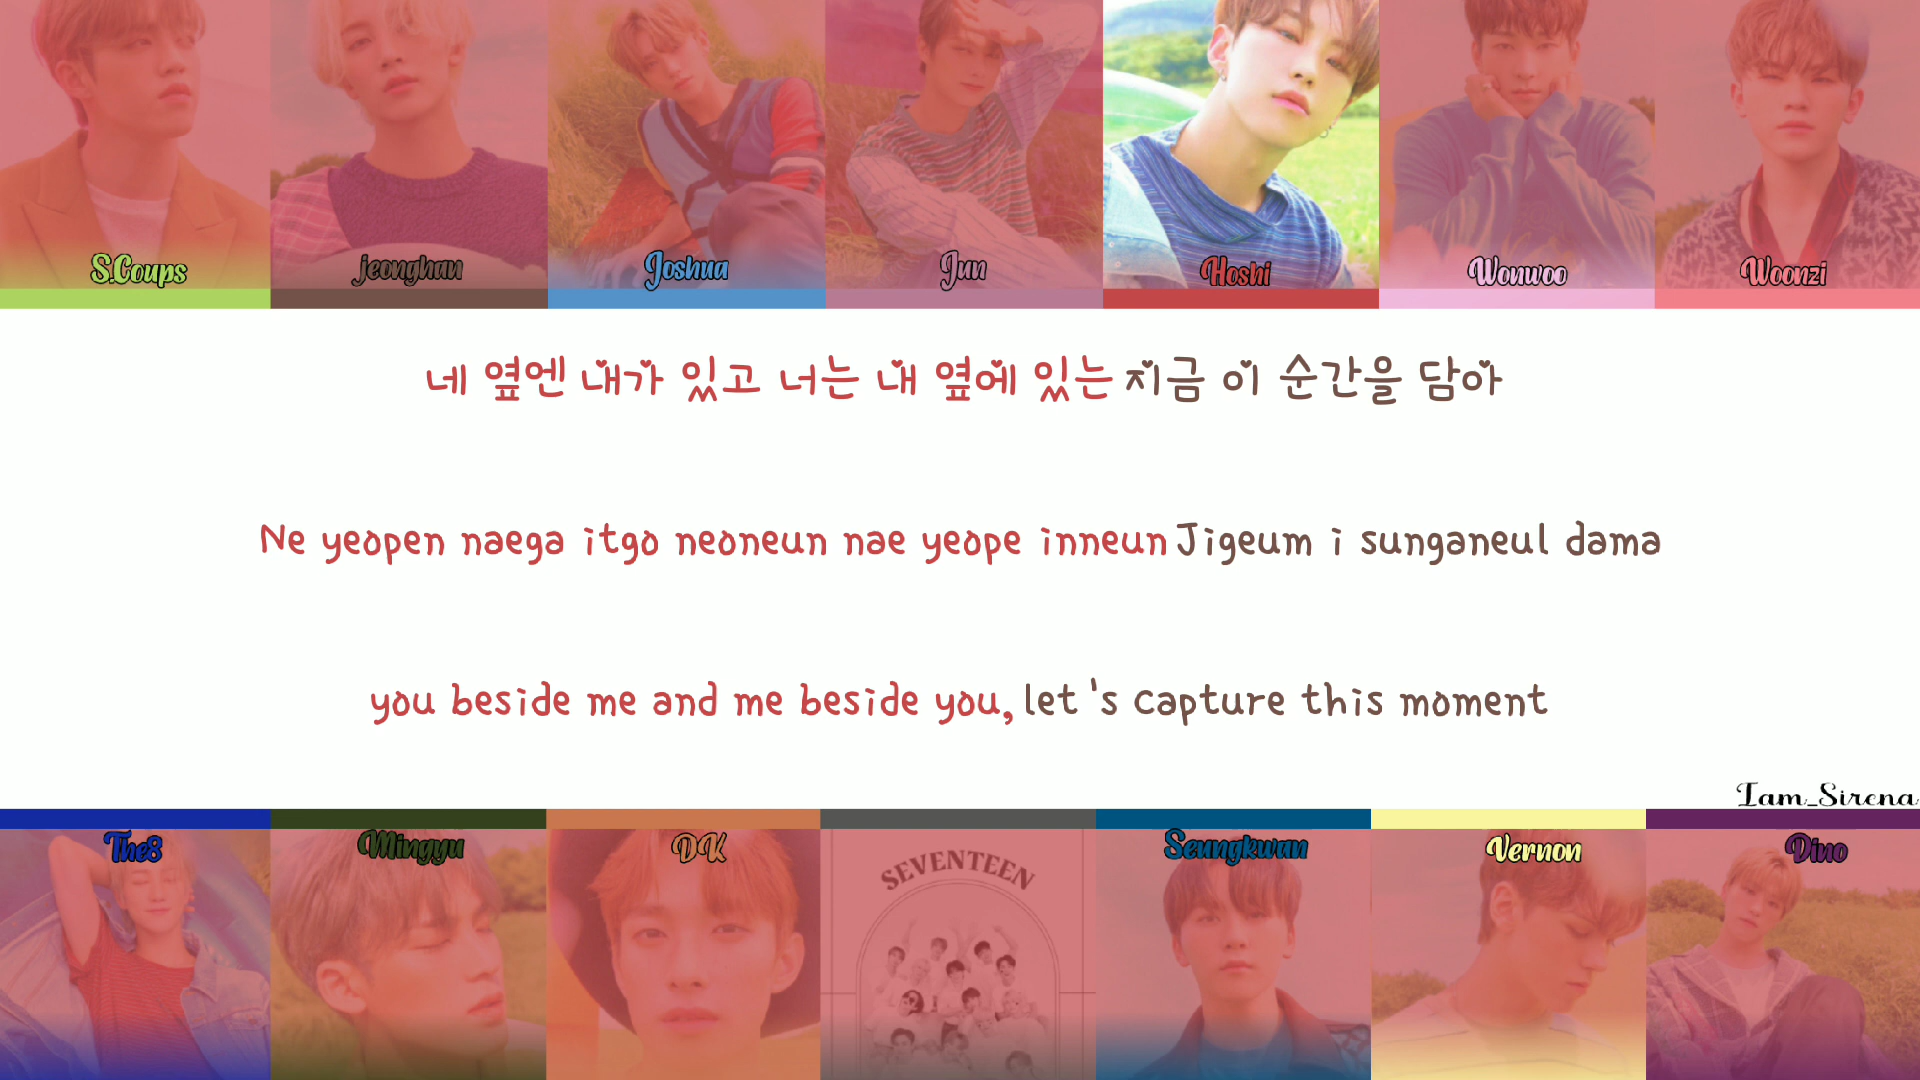 S.Coups
jeonghan
Joshua
Jun
Hoshi
Wonwoo
Woonzi
네 옆엔 내가 있고 너는 내 옆에 있는 지금 이 순간을 담아
Ne yeopen naega itgo neoneun nae yeope inneun Jigeum i sunganeul dama
you beside me and me beside you, let's capture this moment
Iam_Sirena
The8
Mingyu
DK
SEVENTEEN
Seungkwan
Vernon
Dino